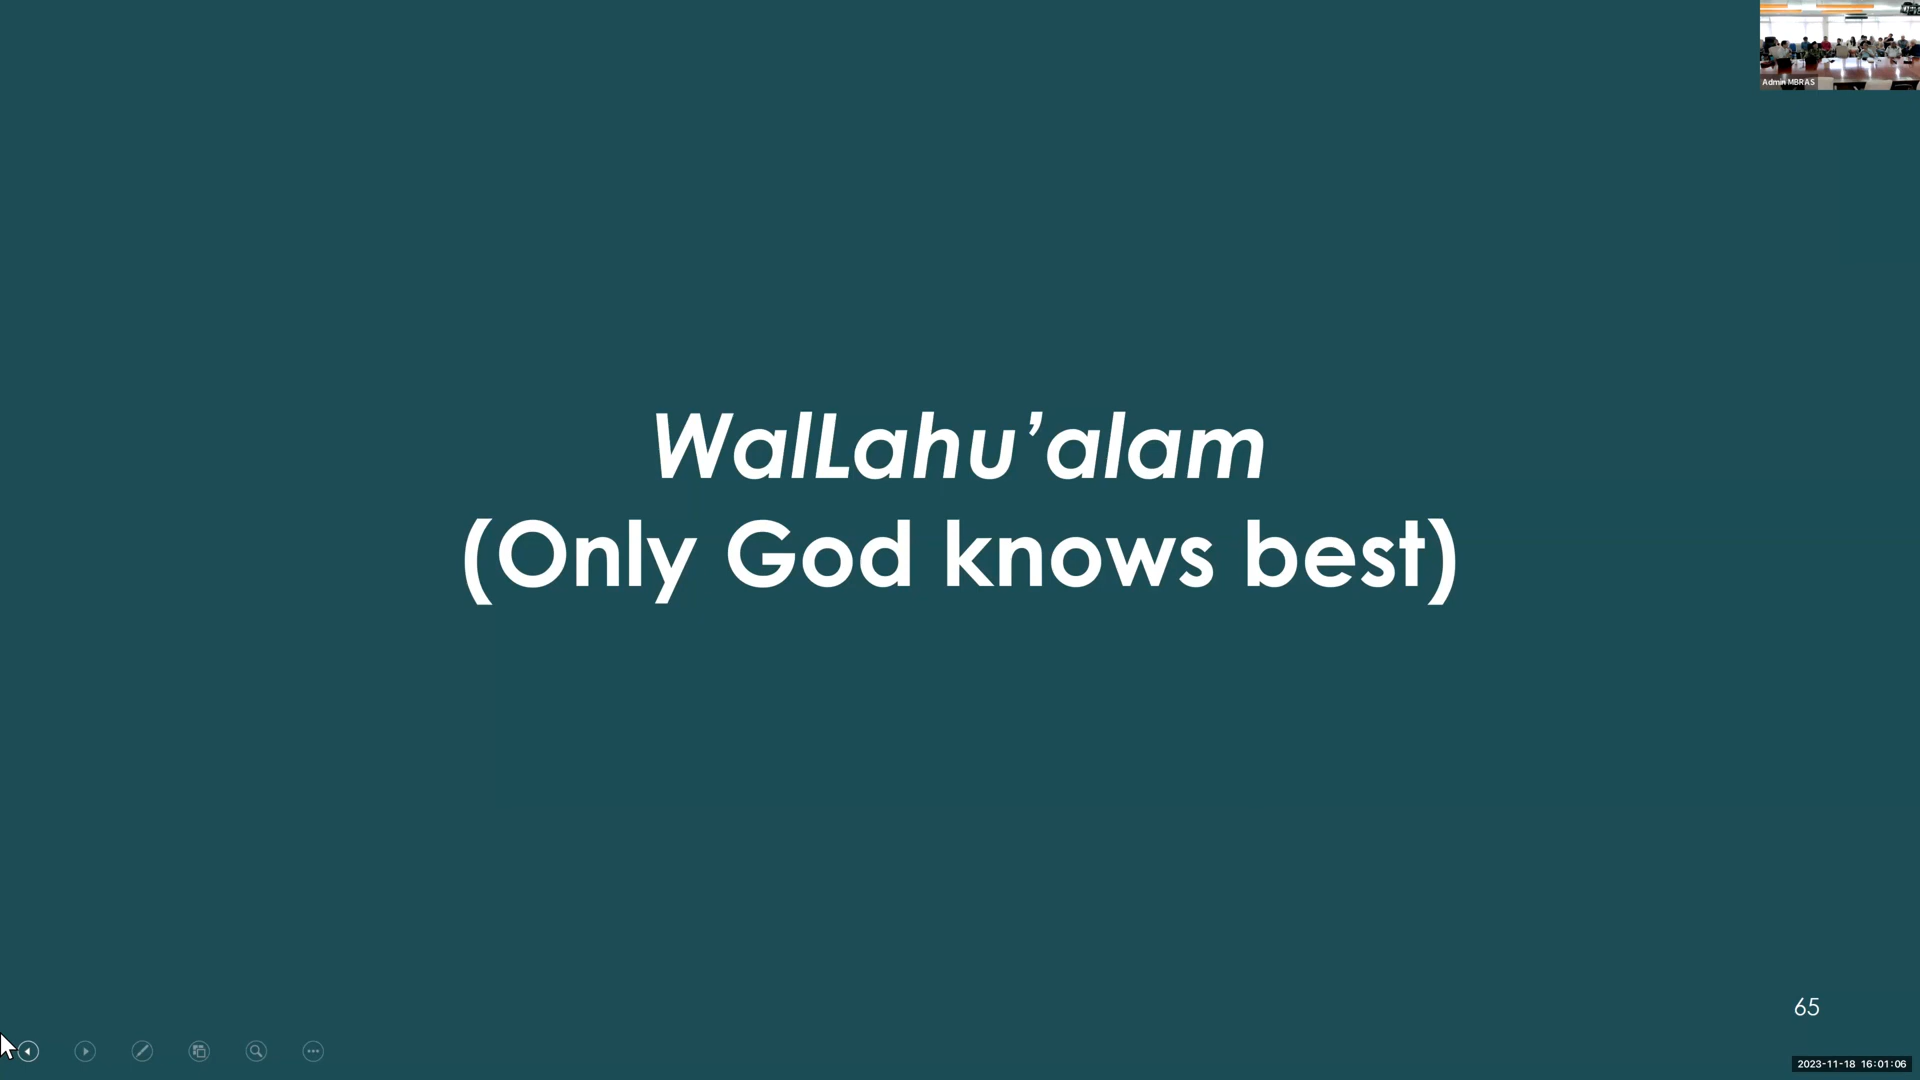 Admin MBRAS
WalLahu’alam
(Only God knows best)
65
2023-11-18 16:01:06